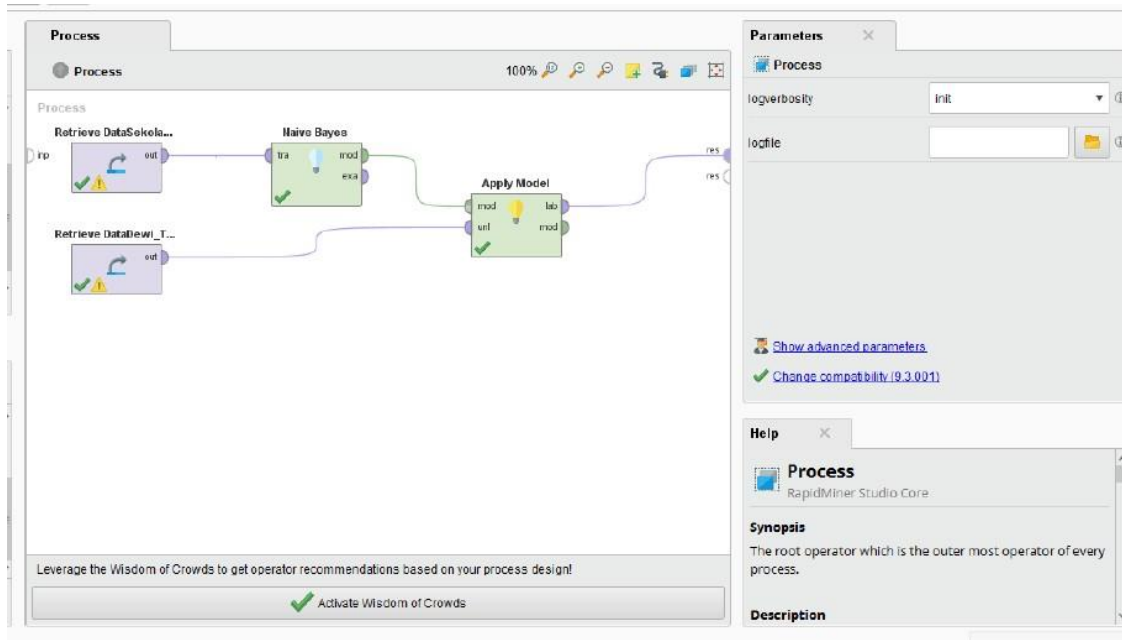 Process
Process
100%
Process
Retrieve DataSekola...
inp
out
Naive Bayes
tra
mod
exa
Apply Model
mod
lab
unl
mod
res
res
Retrieve DataDewi_T...
out
Leverage the Wisdom of Crowds to get operator recommendations based on your process design!
Activate Wisdom of Crowds
Parameters
Process
logverbosity
init
logfile
Show advanced parameters
Change compatibility (9.3.001)
Help
Process
RapidMiner Studio Core
Synopsis
The root operator which is the outer most operator of every
process.
Description